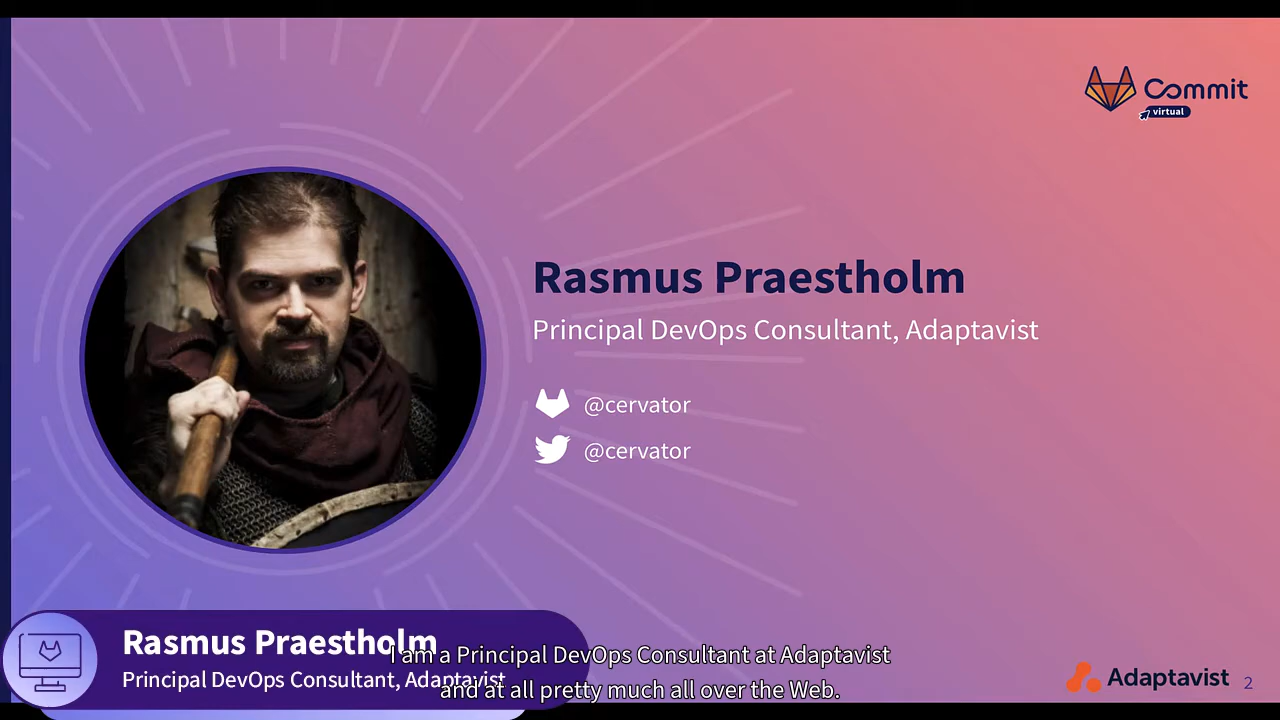 Commit
virtual
Rasmus Praestholm
Principal DevOps Consultant, Adaptavist
@cervator
@cervator
Rasmus Praestholm
Principal DevOps Consultant, Adaptavist
I am a Principal DevOps Consultant at Adaptavist
and at all pretty much all over the Web.
Adaptavist 2